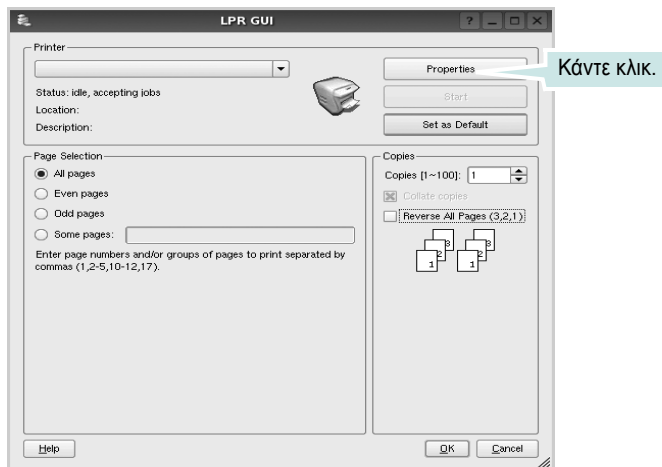 LPR GUI
Printer
Properties
Κάντε κλικ.
Status: idle, accepting jobs
Start
Location:
Description:
Set as Default
Page Selection
All pages
Even pages
Odd pages
Some pages:
Enter page numbers and/or groups of pages to print separated by
commas (1,2-5,10-12,17).
Copies
Copies [1~100]: 1
Collate copies
Reverse All Pages (3,2,1)
3 3
2 2
1 1
Help
OK
Cancel